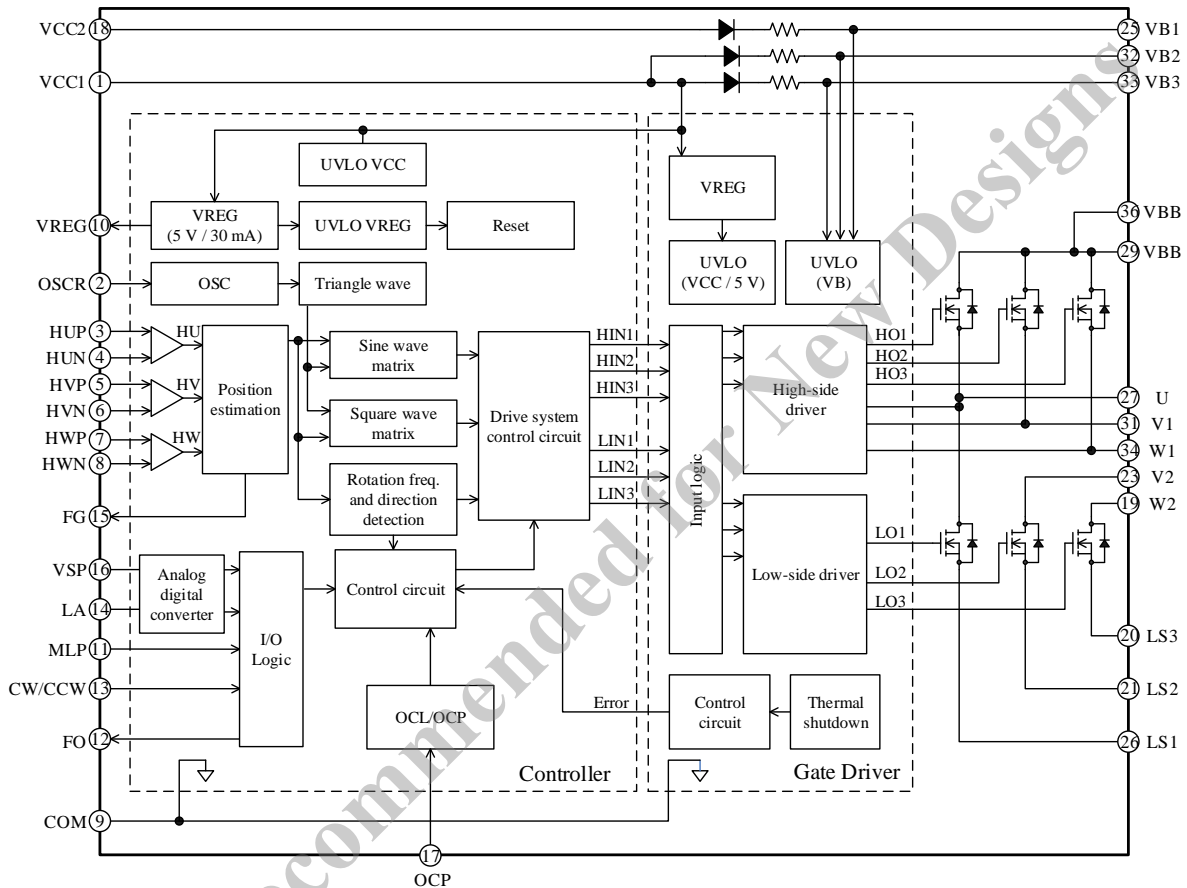 VCC2 18
25 VB1
32 VB2
VCC1 1
33 VB3
UVLO VCC
VREG
VREG 10
VREG
(5 V / 30 mA)
UVLO VREG
Reset
36 VBB
29 VBB
UVLO
(VCC / 5 V)
UVLO
(VB)
OSCR 2
OSC
Triangle wave
HUP 3
HUN 4
HVP 5
HVN 6
HWP 7
HWN 8
HU
HV
HW
Position
estimation
Sine wave
matrix
Square wave
matrix
Rotation freq.
and direction
detection
Drive system
control circuit
HIN1
HIN2
HIN3
LIN1
LIN2
LIN3
Input logic
High-side
driver
HO1
HO2
HO3
27 U
31 V1
34 W1
23 V2
19 W2
Low-side driver
LO1
LO2
LO3
FG 15
VSP 16
LA 14
MLP 11
CW/CCW 13
FO 12
Analog
digital
converter
I/O
Logic
Control circuit
20 LS3
21 LS2
26 LS1
OCL/OCP
Error
Control
circuit
Thermal
shutdown
Controller
Gate Driver
COM 9
17
OCP
ecommended for New Designs